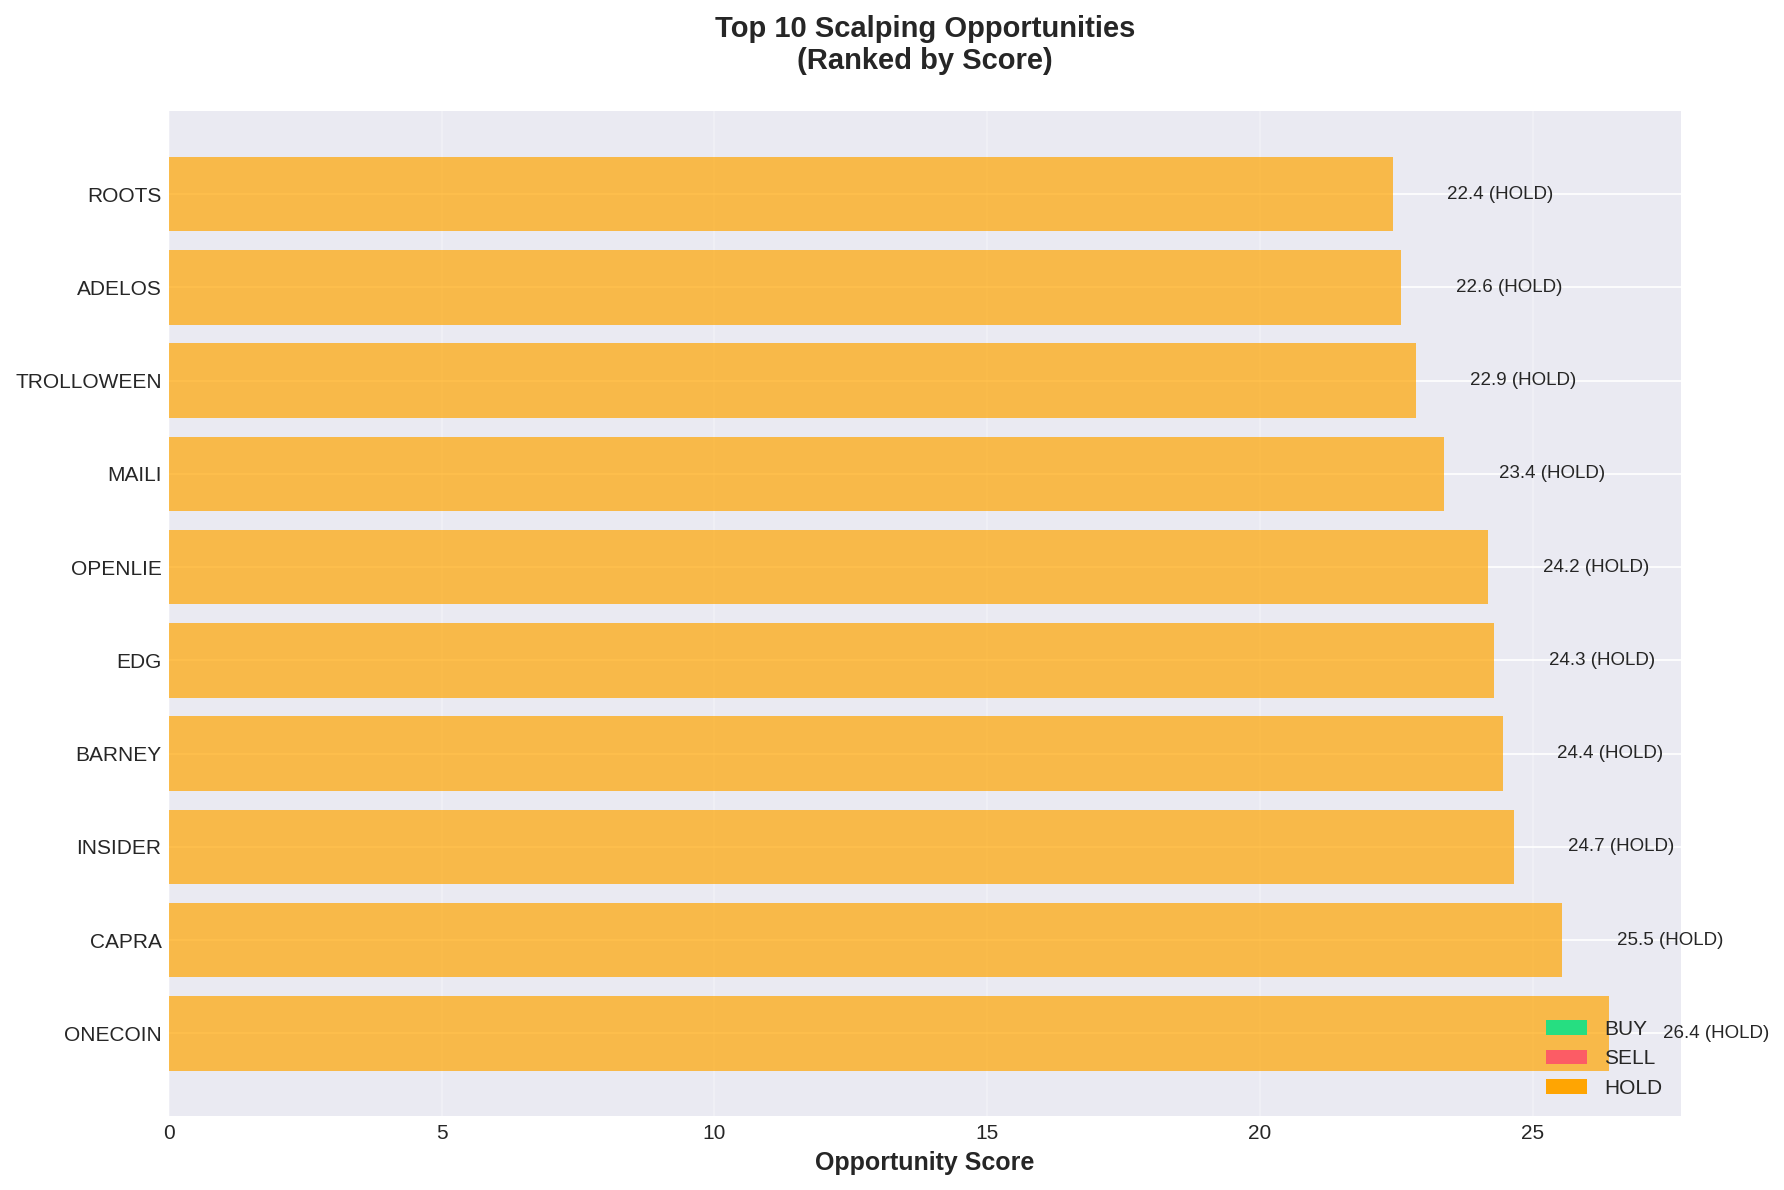 Top 10 Scalping Opportunities
(Ranked by Score)
ROOTS
22.4 (HOLD)
ADELOS
22.6 (HOLD)
TROLLOWEEN
22.9 (HOLD)
MAILI
23.4 (HOLD)
OPENLIE
24.2 (HOLD)
EDG
24.3 (HOLD)
BARNEY
24.4 (HOLD)
INSIDER
24.7 (HOLD)
CAPRA
25.5 (HOLD)
ONECOIN
26.4 (HOLD)
BUY
SELL
HOLD
0 5 10 15 20 25
Opportunity Score